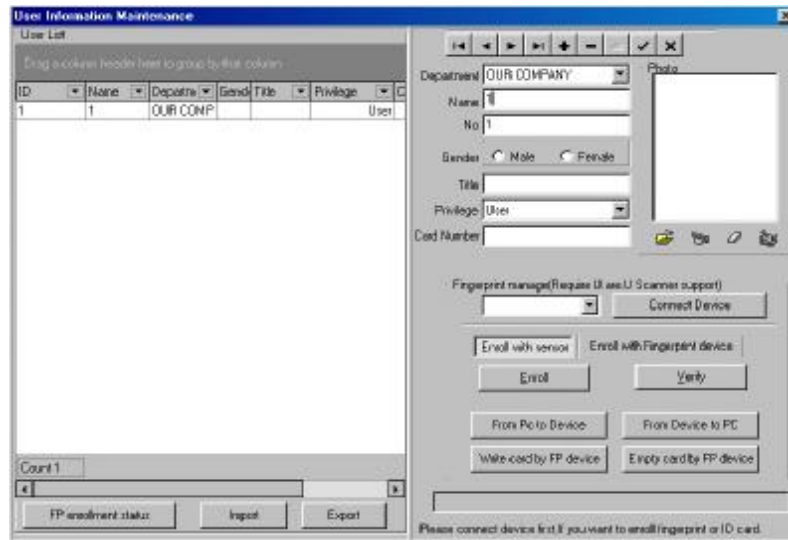 User Information Maintenance
User List
Drag a column header here to group by that column
ID Name Departme Gende Title Privilege C
1 1 OUR COMP User
Count 1
FP enrollment status Import Export
Department OUR COMPANY
Photo
Name 1
No 1
Gender Male Female
Title
Privilege User
Card Number
Fingerprint manage(Require U are.U Scanner support)
Connect Device
Enroll with sensor Enroll with Fingerprint device
Enroll Verify
From Pc to Device From Device to PC
Write card by FP device Empty card by FP device
Please connect device first,If you want to enroll fingerprint or ID card.